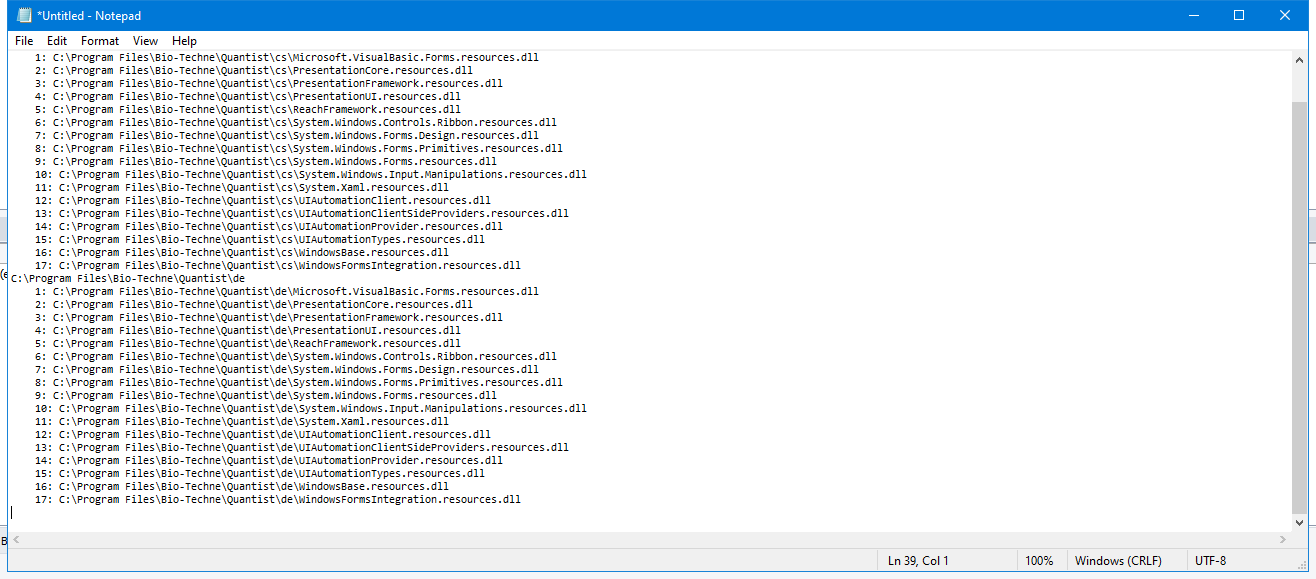 *Untitled - Notepad
File Edit Format View Help
1: C:\Program Files\Bio-Techne\Quantist\cs\Microsoft.VisualBasic.Forms.resources.dll
2: C:\Program Files\Bio-Techne\Quantist\cs\PresentationCore.resources.dll
3: C:\Program Files\Bio-Techne\Quantist\cs\PresentationFramework.resources.dll
4: C:\Program Files\Bio-Techne\Quantist\cs\PresentationUI.resources.dll
5: C:\Program Files\Bio-Techne\Quantist\cs\ReachFramework.resources.dll
6: C:\Program Files\Bio-Techne\Quantist\cs\System.Windows.Controls.Ribbon.resources.dll
7: C:\Program Files\Bio-Techne\Quantist\cs\System.Windows.Forms.Design.resources.dll
8: C:\Program Files\Bio-Techne\Quantist\cs\System.Windows.Forms.Primitives.resources.dll
9: C:\Program Files\Bio-Techne\Quantist\cs\System.Windows.Forms.resources.dll
10: C:\Program Files\Bio-Techne\Quantist\cs\System.Windows.Input.Manipulations.resources.dll
11: C:\Program Files\Bio-Techne\Quantist\cs\System.Xaml.resources.dll
12: C:\Program Files\Bio-Techne\Quantist\cs\UIAutomationClient.resources.dll
13: C:\Program Files\Bio-Techne\Quantist\cs\UIAutomationClientSideProviders.resources.dll
14: C:\Program Files\Bio-Techne\Quantist\cs\UIAutomationProvider.resources.dll
15: C:\Program Files\Bio-Techne\Quantist\cs\UIAutomationTypes.resources.dll
16: C:\Program Files\Bio-Techne\Quantist\cs\WindowsBase.resources.dll
17: C:\Program Files\Bio-Techne\Quantist\cs\WindowsFormsIntegration.resources.dll
C:\Program Files\Bio-Techne\Quantist\de
1: C:\Program Files\Bio-Techne\Quantist\de\Microsoft.VisualBasic.Forms.resources.dll
2: C:\Program Files\Bio-Techne\Quantist\de\PresentationCore.resources.dll
3: C:\Program Files\Bio-Techne\Quantist\de\PresentationFramework.resources.dll
4: C:\Program Files\Bio-Techne\Quantist\de\PresentationUI.resources.dll
5: C:\Program Files\Bio-Techne\Quantist\de\ReachFramework.resources.dll
6: C:\Program Files\Bio-Techne\Quantist\de\System.Windows.Controls.Ribbon.resources.dll
7: C:\Program Files\Bio-Techne\Quantist\de\System.Windows.Forms.Design.resources.dll
8: C:\Program Files\Bio-Techne\Quantist\de\System.Windows.Forms.Primitives.resources.dll
9: C:\Program Files\Bio-Techne\Quantist\de\System.Windows.Forms.resources.dll
10: C:\Program Files\Bio-Techne\Quantist\de\System.Windows.Input.Manipulations.resources.dll
11: C:\Program Files\Bio-Techne\Quantist\de\System.Xaml.resources.dll
12: C:\Program Files\Bio-Techne\Quantist\de\UIAutomationClient.resources.dll
13: C:\Program Files\Bio-Techne\Quantist\de\UIAutomationClientSideProviders.resources.dll
14: C:\Program Files\Bio-Techne\Quantist\de\UIAutomationProvider.resources.dll
15: C:\Program Files\Bio-Techne\Quantist\de\UIAutomationTypes.resources.dll
16: C:\Program Files\Bio-Techne\Quantist\de\WindowsBase.resources.dll
17: C:\Program Files\Bio-Techne\Quantist\de\WindowsFormsIntegration.resources.dll
Ln 39, Col 1 100% Windows (CRLF) UTF-8